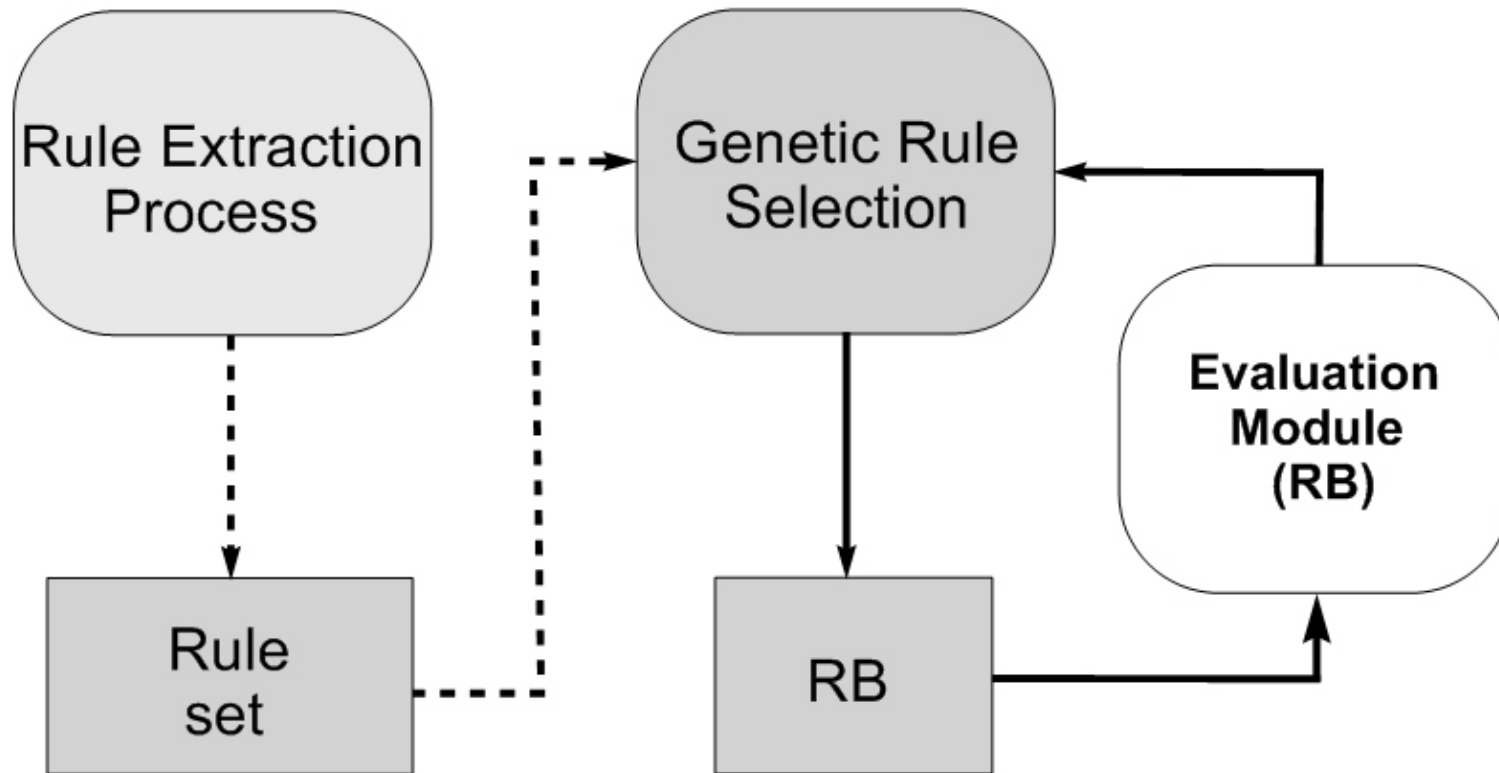 Rule Extraction
Process
Genetic Rule
Selection
Evaluation
Module
(RB)
Rule
set
RB